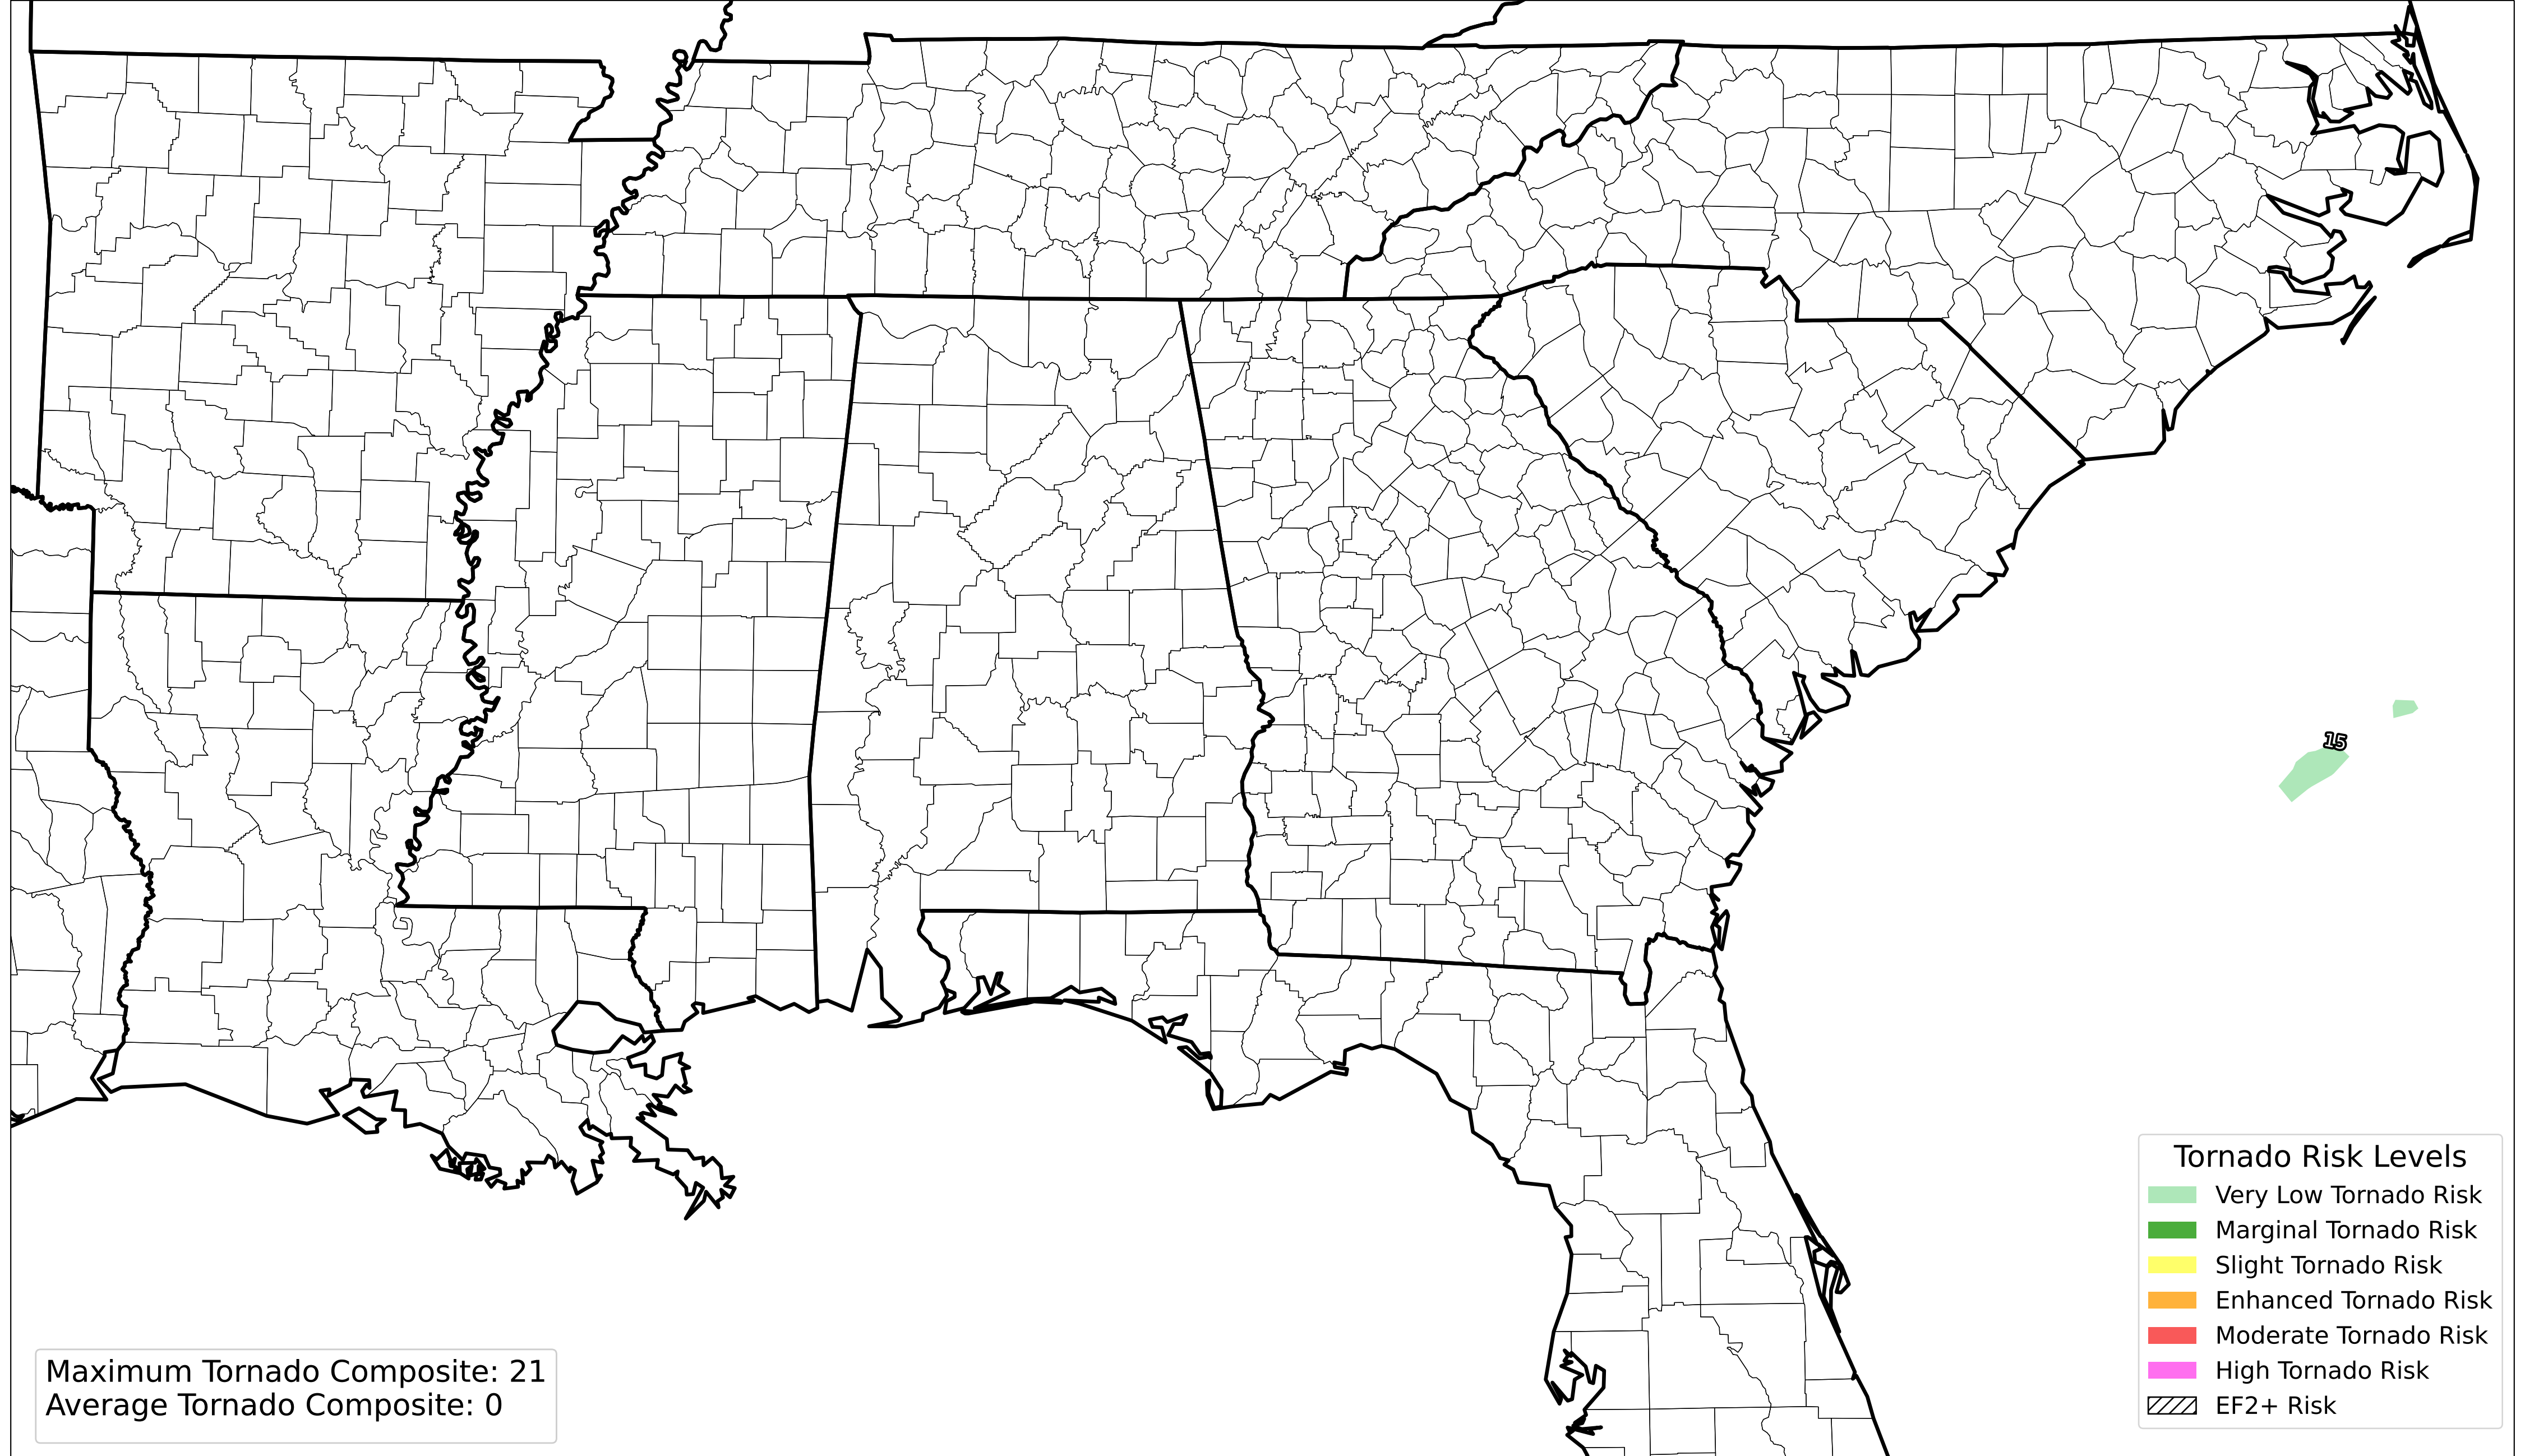 15
Tornado Risk Levels
Very Low Tornado Risk
Marginal Tornado Risk
Slight Tornado Risk
Enhanced Tornado Risk
Moderate Tornado Risk
High Tornado Risk
EF2+ Risk
Maximum Tornado Composite: 21
Average Tornado Composite: 0